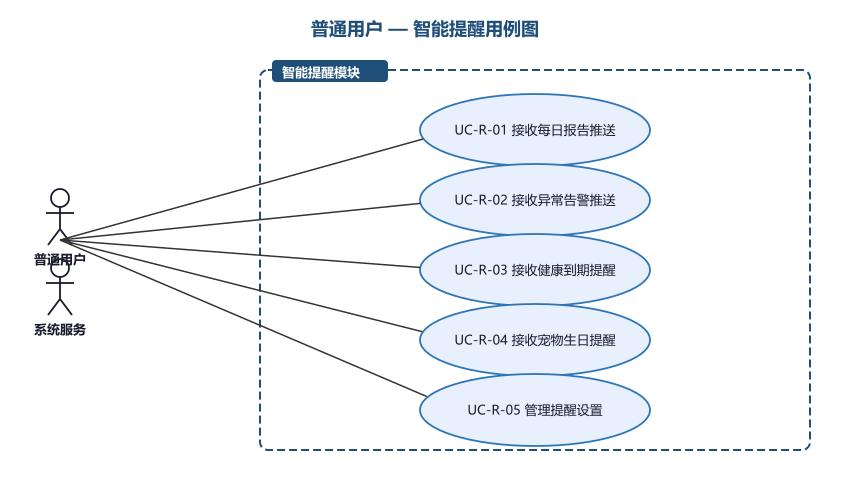 普通用户 — 智能提醒用例图
智能提醒模块
UC-R-01 接收每日报告推送
UC-R-02 接收异常告警推送
UC-R-03 接收健康到期提醒
UC-R-04 接收宠物生日提醒
UC-R-05 管理提醒设置
普通用户
系统服务